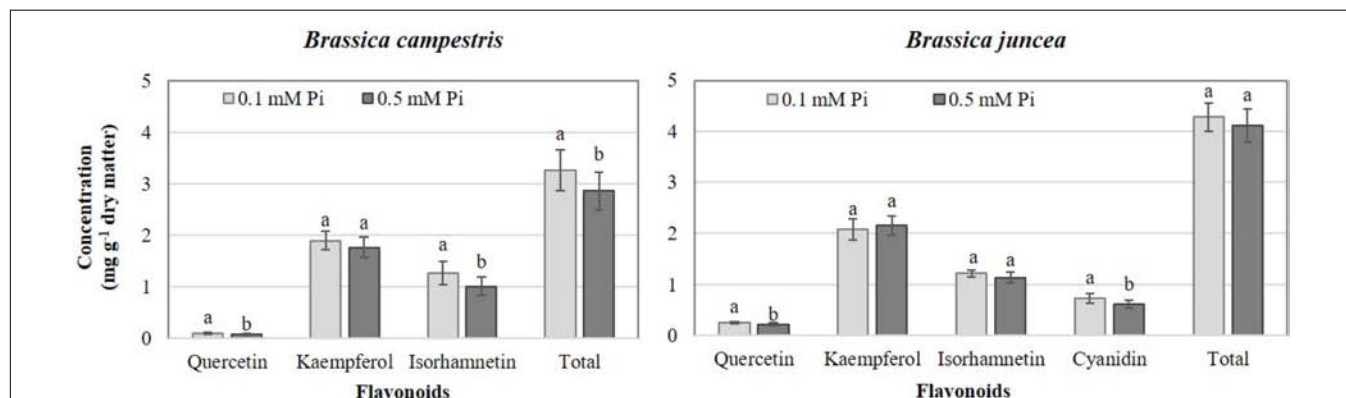 Brassica campestris
5
4
3
2
1
0
Concentration
(mg g-1 dry matter)
0.1 mM Pi 0.5 mM Pi
a b
a a
a b
a b
Quercetin Kaempferol Isorhamnetin Total
Flavonoids
Brassica juncea
5
4
3
2
1
0
0.1 mM Pi 0.5 mM Pi
a b
a a
a a
a b
a a
Quercetin Kaempferol Isorhamnetin Cyanidin Total
Flavonoids